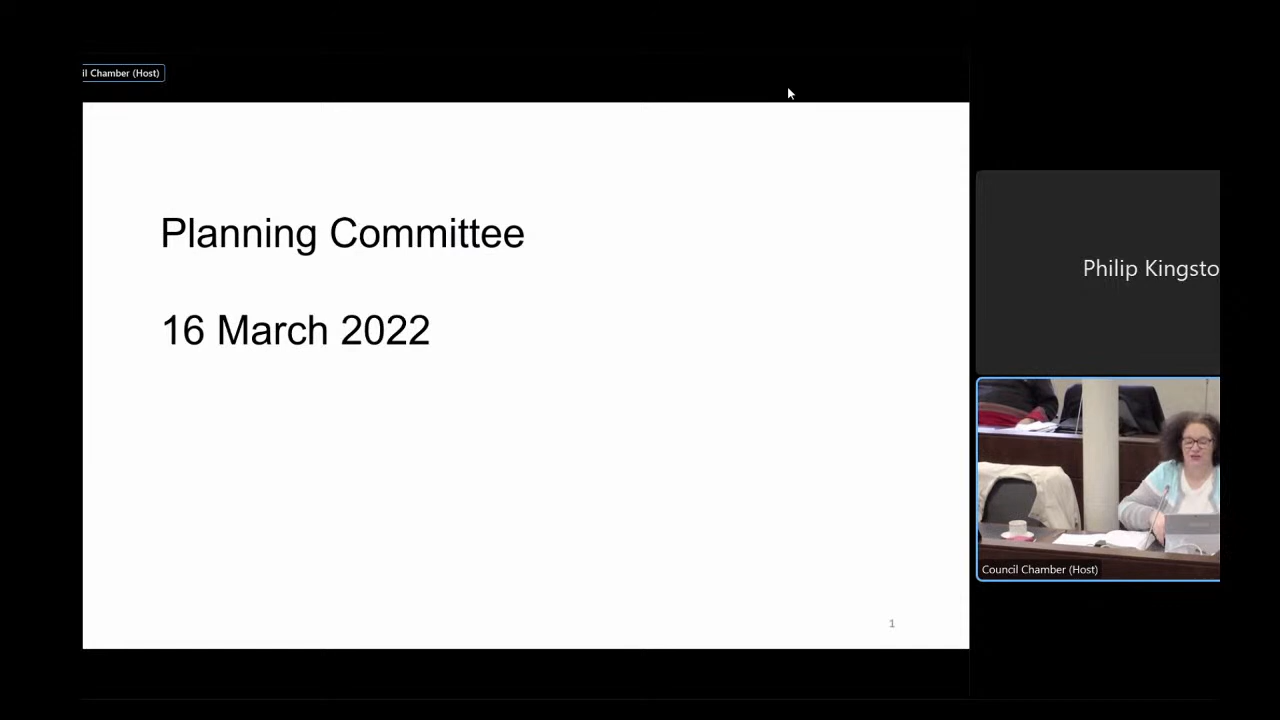 il Chamber (Host)
Planning Committee
16 March 2022
1
Philip Kingsto
Council Chamber (Host)